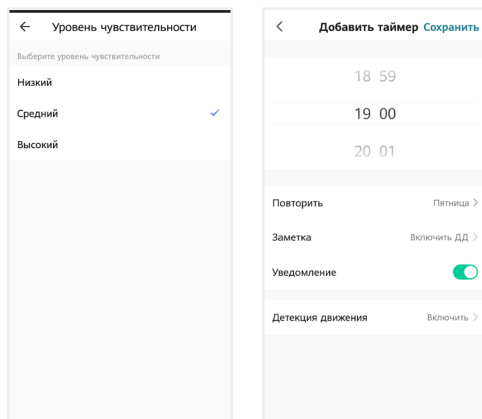 Уровень чувствительности
Выберите уровень чувствительности
Низкий
Средний
Высокий
Добавить таймер Сохранить
18 59
19 00
20 01
Повторить Пятница
Заметка Включить ДД
Уведомление
Детекция движения Включить